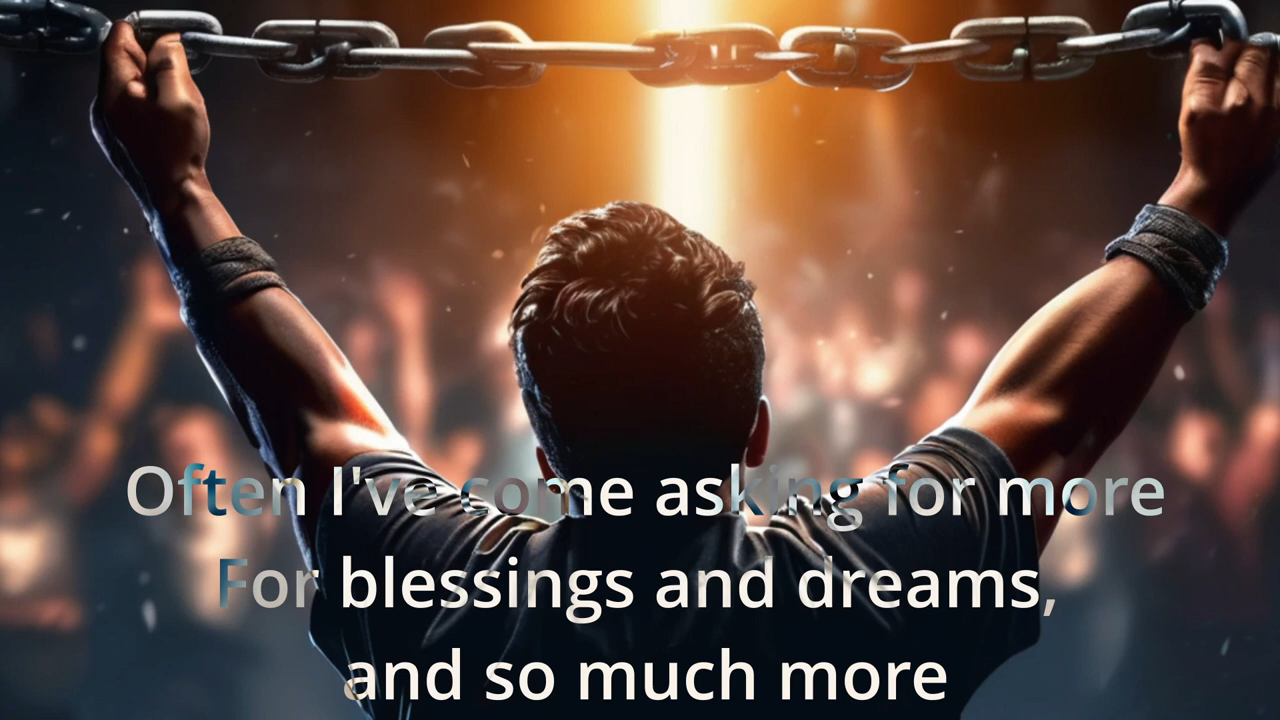 Often I've come asking for more
For blessings and dreams,
and so much more